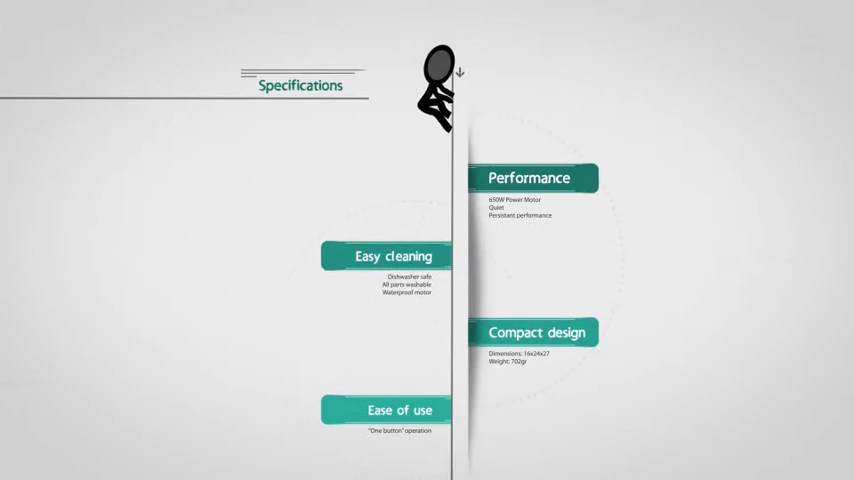 Specifications
Performance
650W Power Motor
Quiet
Persistant performance
Easy cleaning
Dishwasher safe
All parts washable
Waterproof motor
Compact design
Dimensions: 16x24x27
Weight: 702gr
Ease of use
"One button" operation